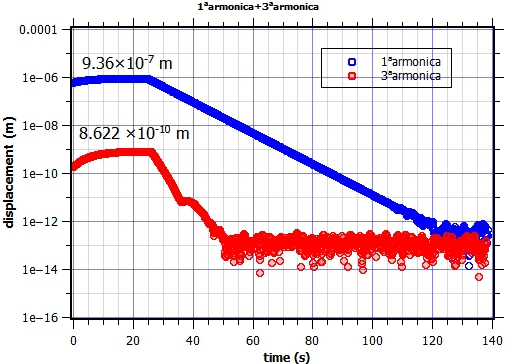 1ªarmonica+3ªarmonica
0.0001
1e−06
1e−08
1e−10
1e−12
1e−14
1e−16
displacement (m)
9.36×10⁻⁷ m
8.622 ×10⁻¹⁰ m
1ªarmonica
3ªarmonica
0 20 40 60 80 100 120 140
time (s)